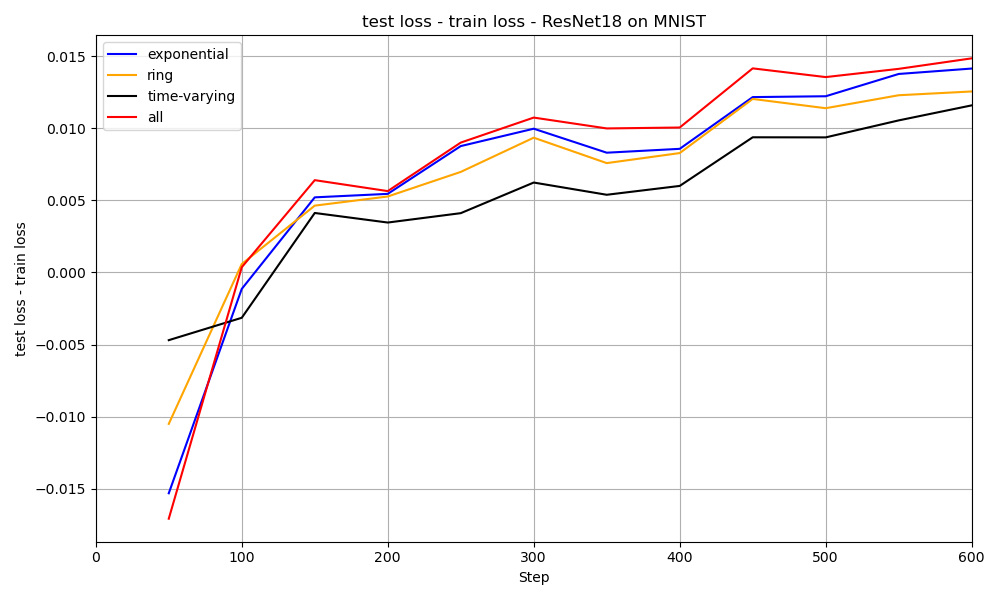 test loss - train loss - ResNet18 on MNIST
exponential
ring
time-varying
all
test loss - train loss
0.015
0.010
0.005
0.000
−0.005
−0.010
−0.015
0 100 200 300 400 500 600
Step